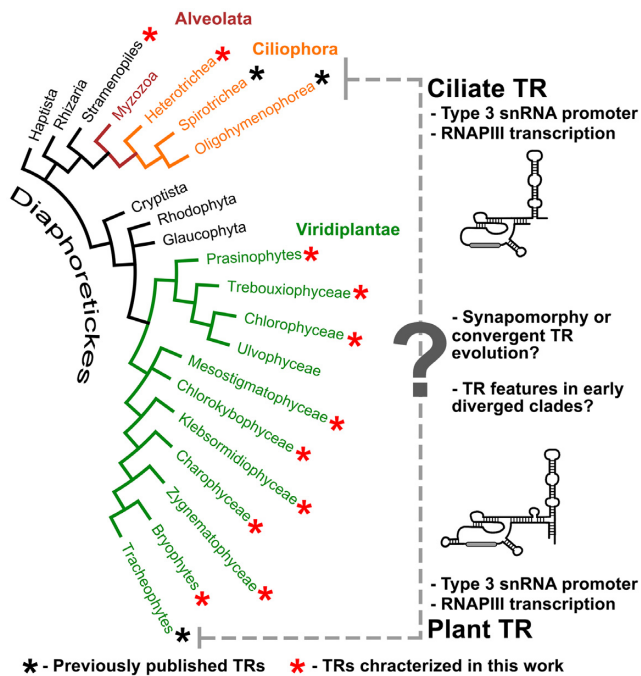 Alveolata
Ciliophora
Haptista
Rhizaria
Stramenopiles *
Myzozoa
Heterotrichea *
Spirotrichea *
Oligohymenophorea *
Ciliate TR
- Type 3 snRNA promoter
- RNAPIII transcription
Diaphoretickes
Cryptista
Rhodophyta
Glaucophyta
Viridiplantae
Prasinophytes *
Trebouxiophyceae *
Chlorophyceae *
Ulvophyceae
Mesostigmatophyceae *
Chlorokybophyceae *
Klebsormidiophyceae *
Charophyceae *
Zygnematophyceae *
Bryophytes *
Tracheophytes *
?
- Synapomorphy or
convergent TR
evolution?
- TR features in early
diverged clades?
- Type 3 snRNA promoter
- RNAPIII transcription
Plant TR
* - Previously published TRs
* - TRs chracterized in this work